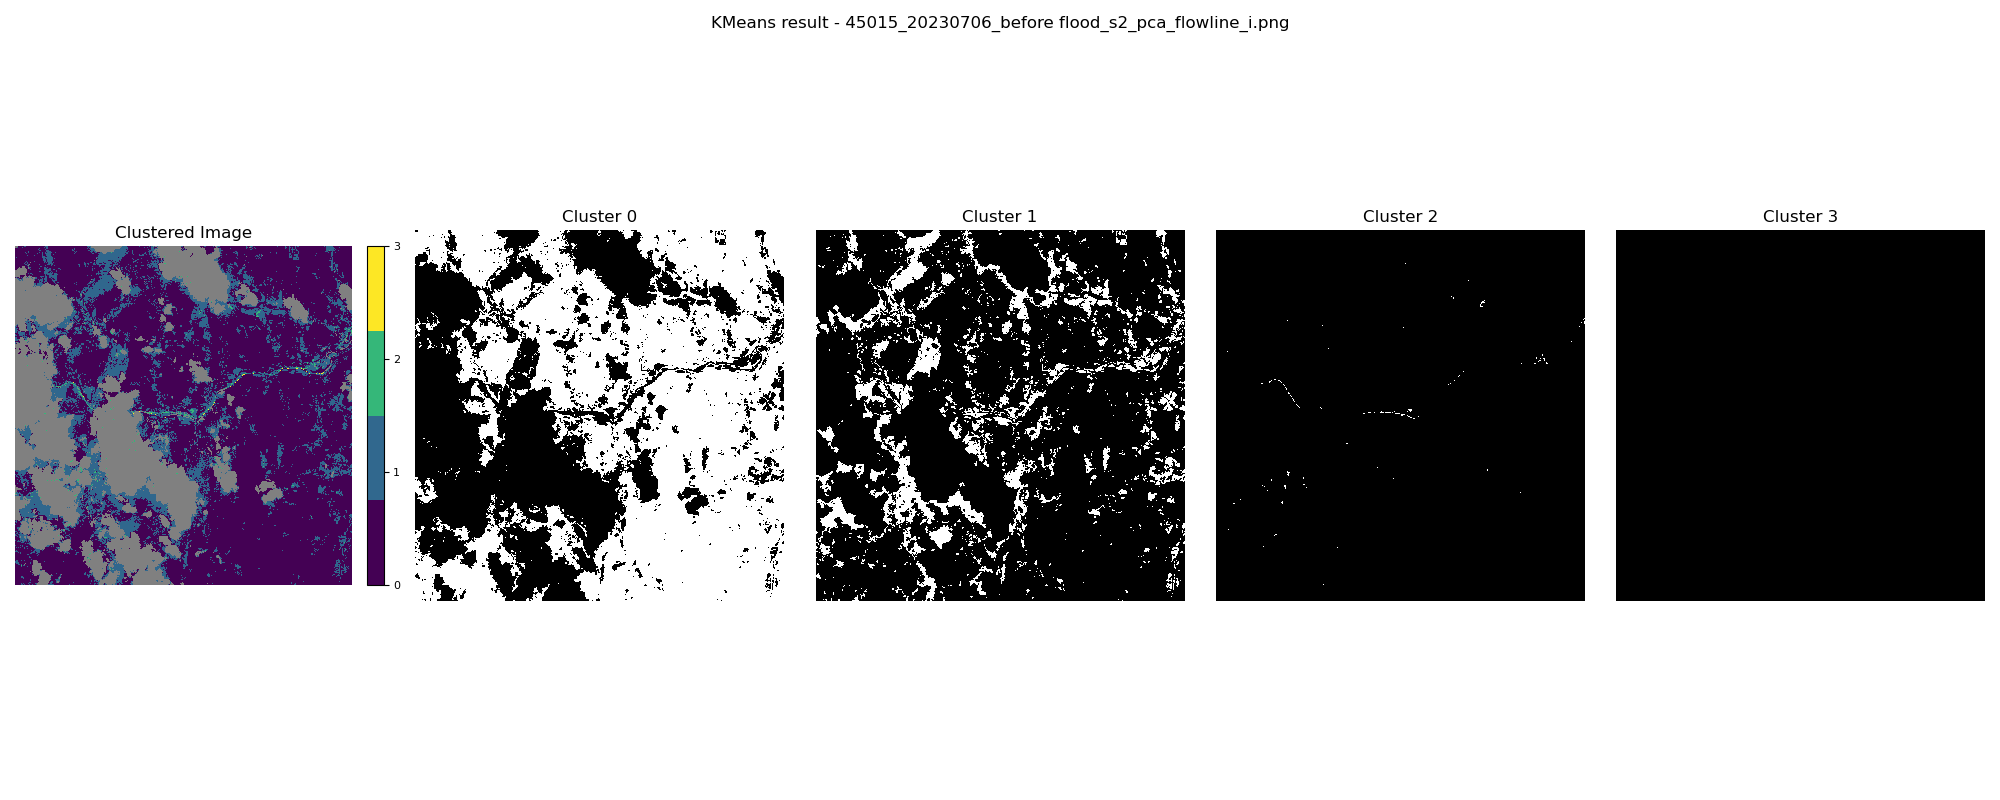 KMeans result - 45015_20230706_before flood_s2_pca_flowline_i.png
Clustered Image
Cluster 0
Cluster 1
Cluster 2
Cluster 3
3
2
1
0